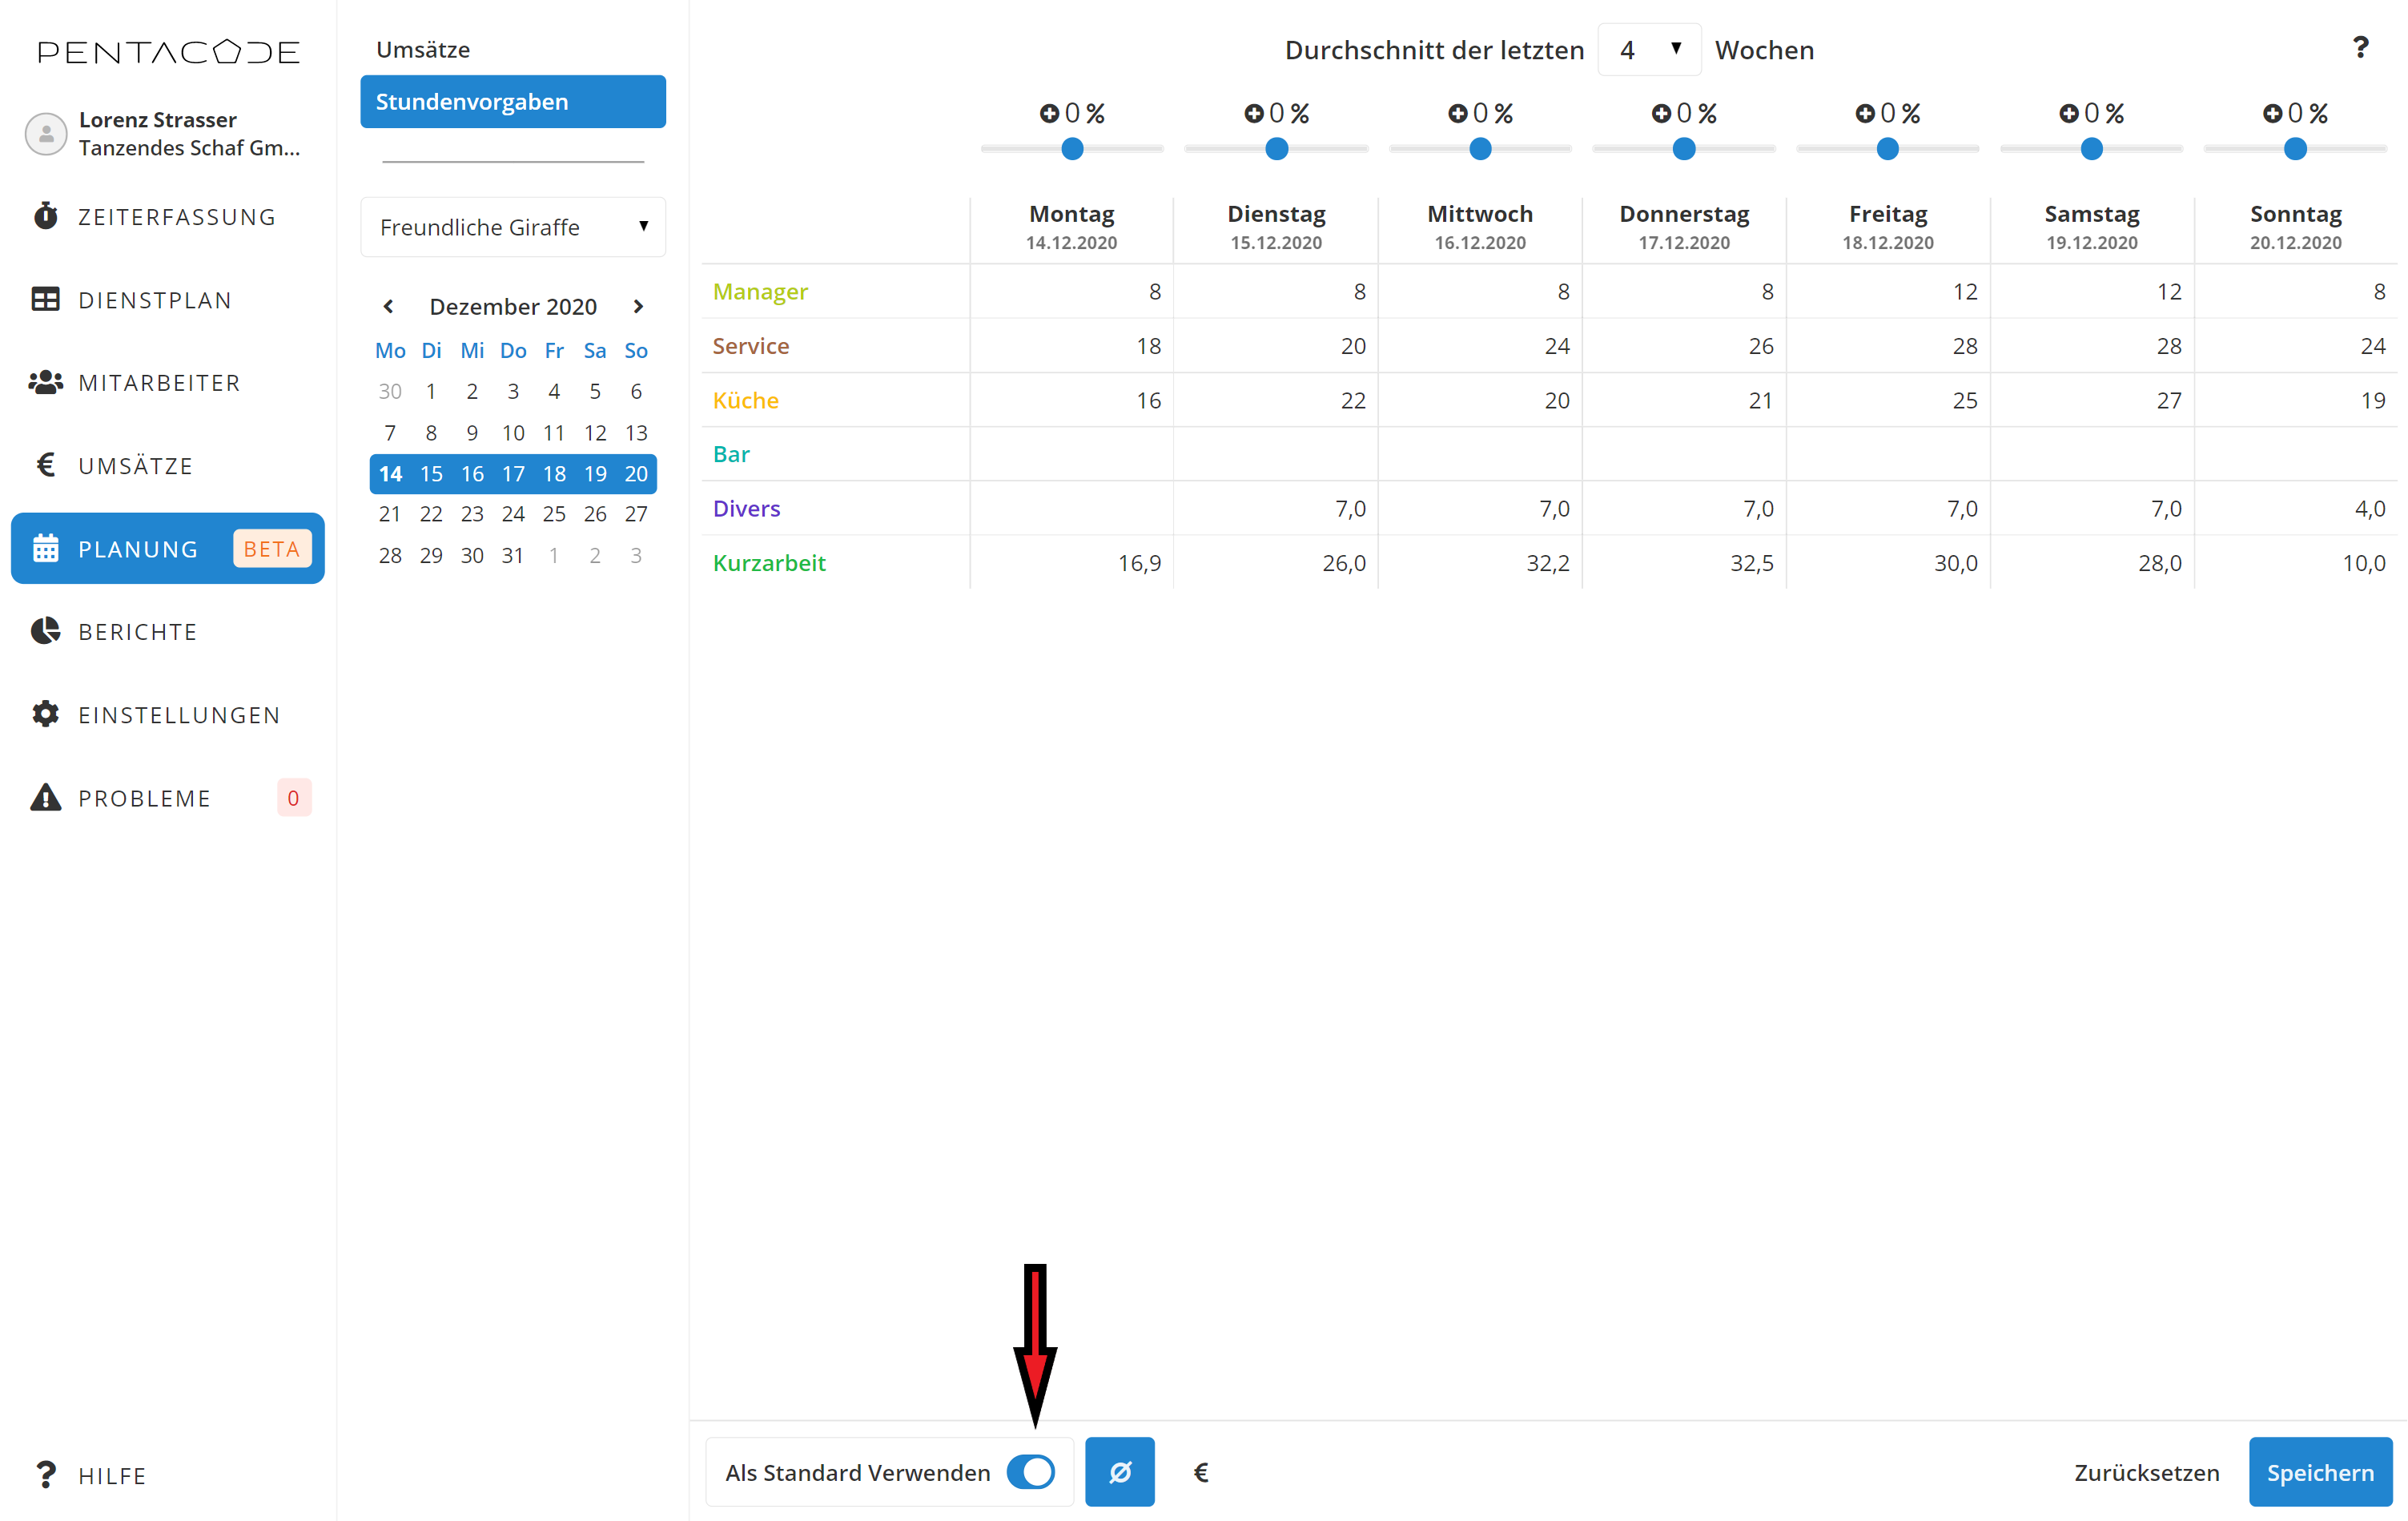 PENTACODE
Lorenz Strasser
Tanzendes Schaf Gm...
ZEITERFASSUNG
DIENSTPLAN
MITARBEITER
€ UMSÄTZE
PLANUNG BETA
BERICHTE
EINSTELLUNGEN
PROBLEME 0
? HILFE
Umsätze
Stundenvorgaben
Freundliche Giraffe
Dezember 2020
Mo Di Mi Do Fr Sa So
30 1 2 3 4 5 6
7 8 9 10 11 12 13
14 15 16 17 18 19 20
21 22 23 24 25 26 27
28 29 30 31 1 2 3
Durchschnitt der letzten 4 Wochen ?
0 % 0 % 0 % 0 % 0 % 0 % 0 %
Montag Dienstag Mittwoch Donnerstag Freitag Samstag Sonntag
14.12.2020 15.12.2020 16.12.2020 17.12.2020 18.12.2020 19.12.2020 20.12.2020
Manager 8 8 8 8 12 12 8
Service 18 20 24 26 28 28 24
Küche 16 22 20 21 25 27 19
Bar
Divers 7,0 7,0 7,0 7,0 7,0 4,0
Kurzarbeit 16,9 26,0 32,2 32,5 30,0 28,0 10,0
Als Standard Verwenden Ø € Zurücksetzen Speichern